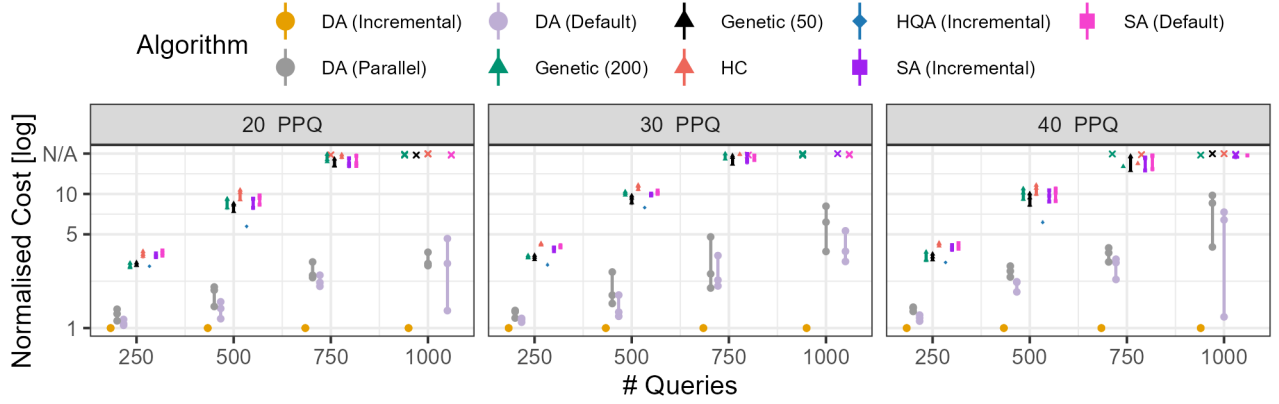 Algorithm
DA (Incremental)
DA (Default)
Genetic (50)
HQA (Incremental)
SA (Default)
DA (Parallel)
Genetic (200)
HC
SA (Incremental)
Normalised Cost [log]
20 PPQ
30 PPQ
40 PPQ
N/A
10
5
1
250 500 750 1000
250 500 750 1000
250 500 750 1000
# Queries